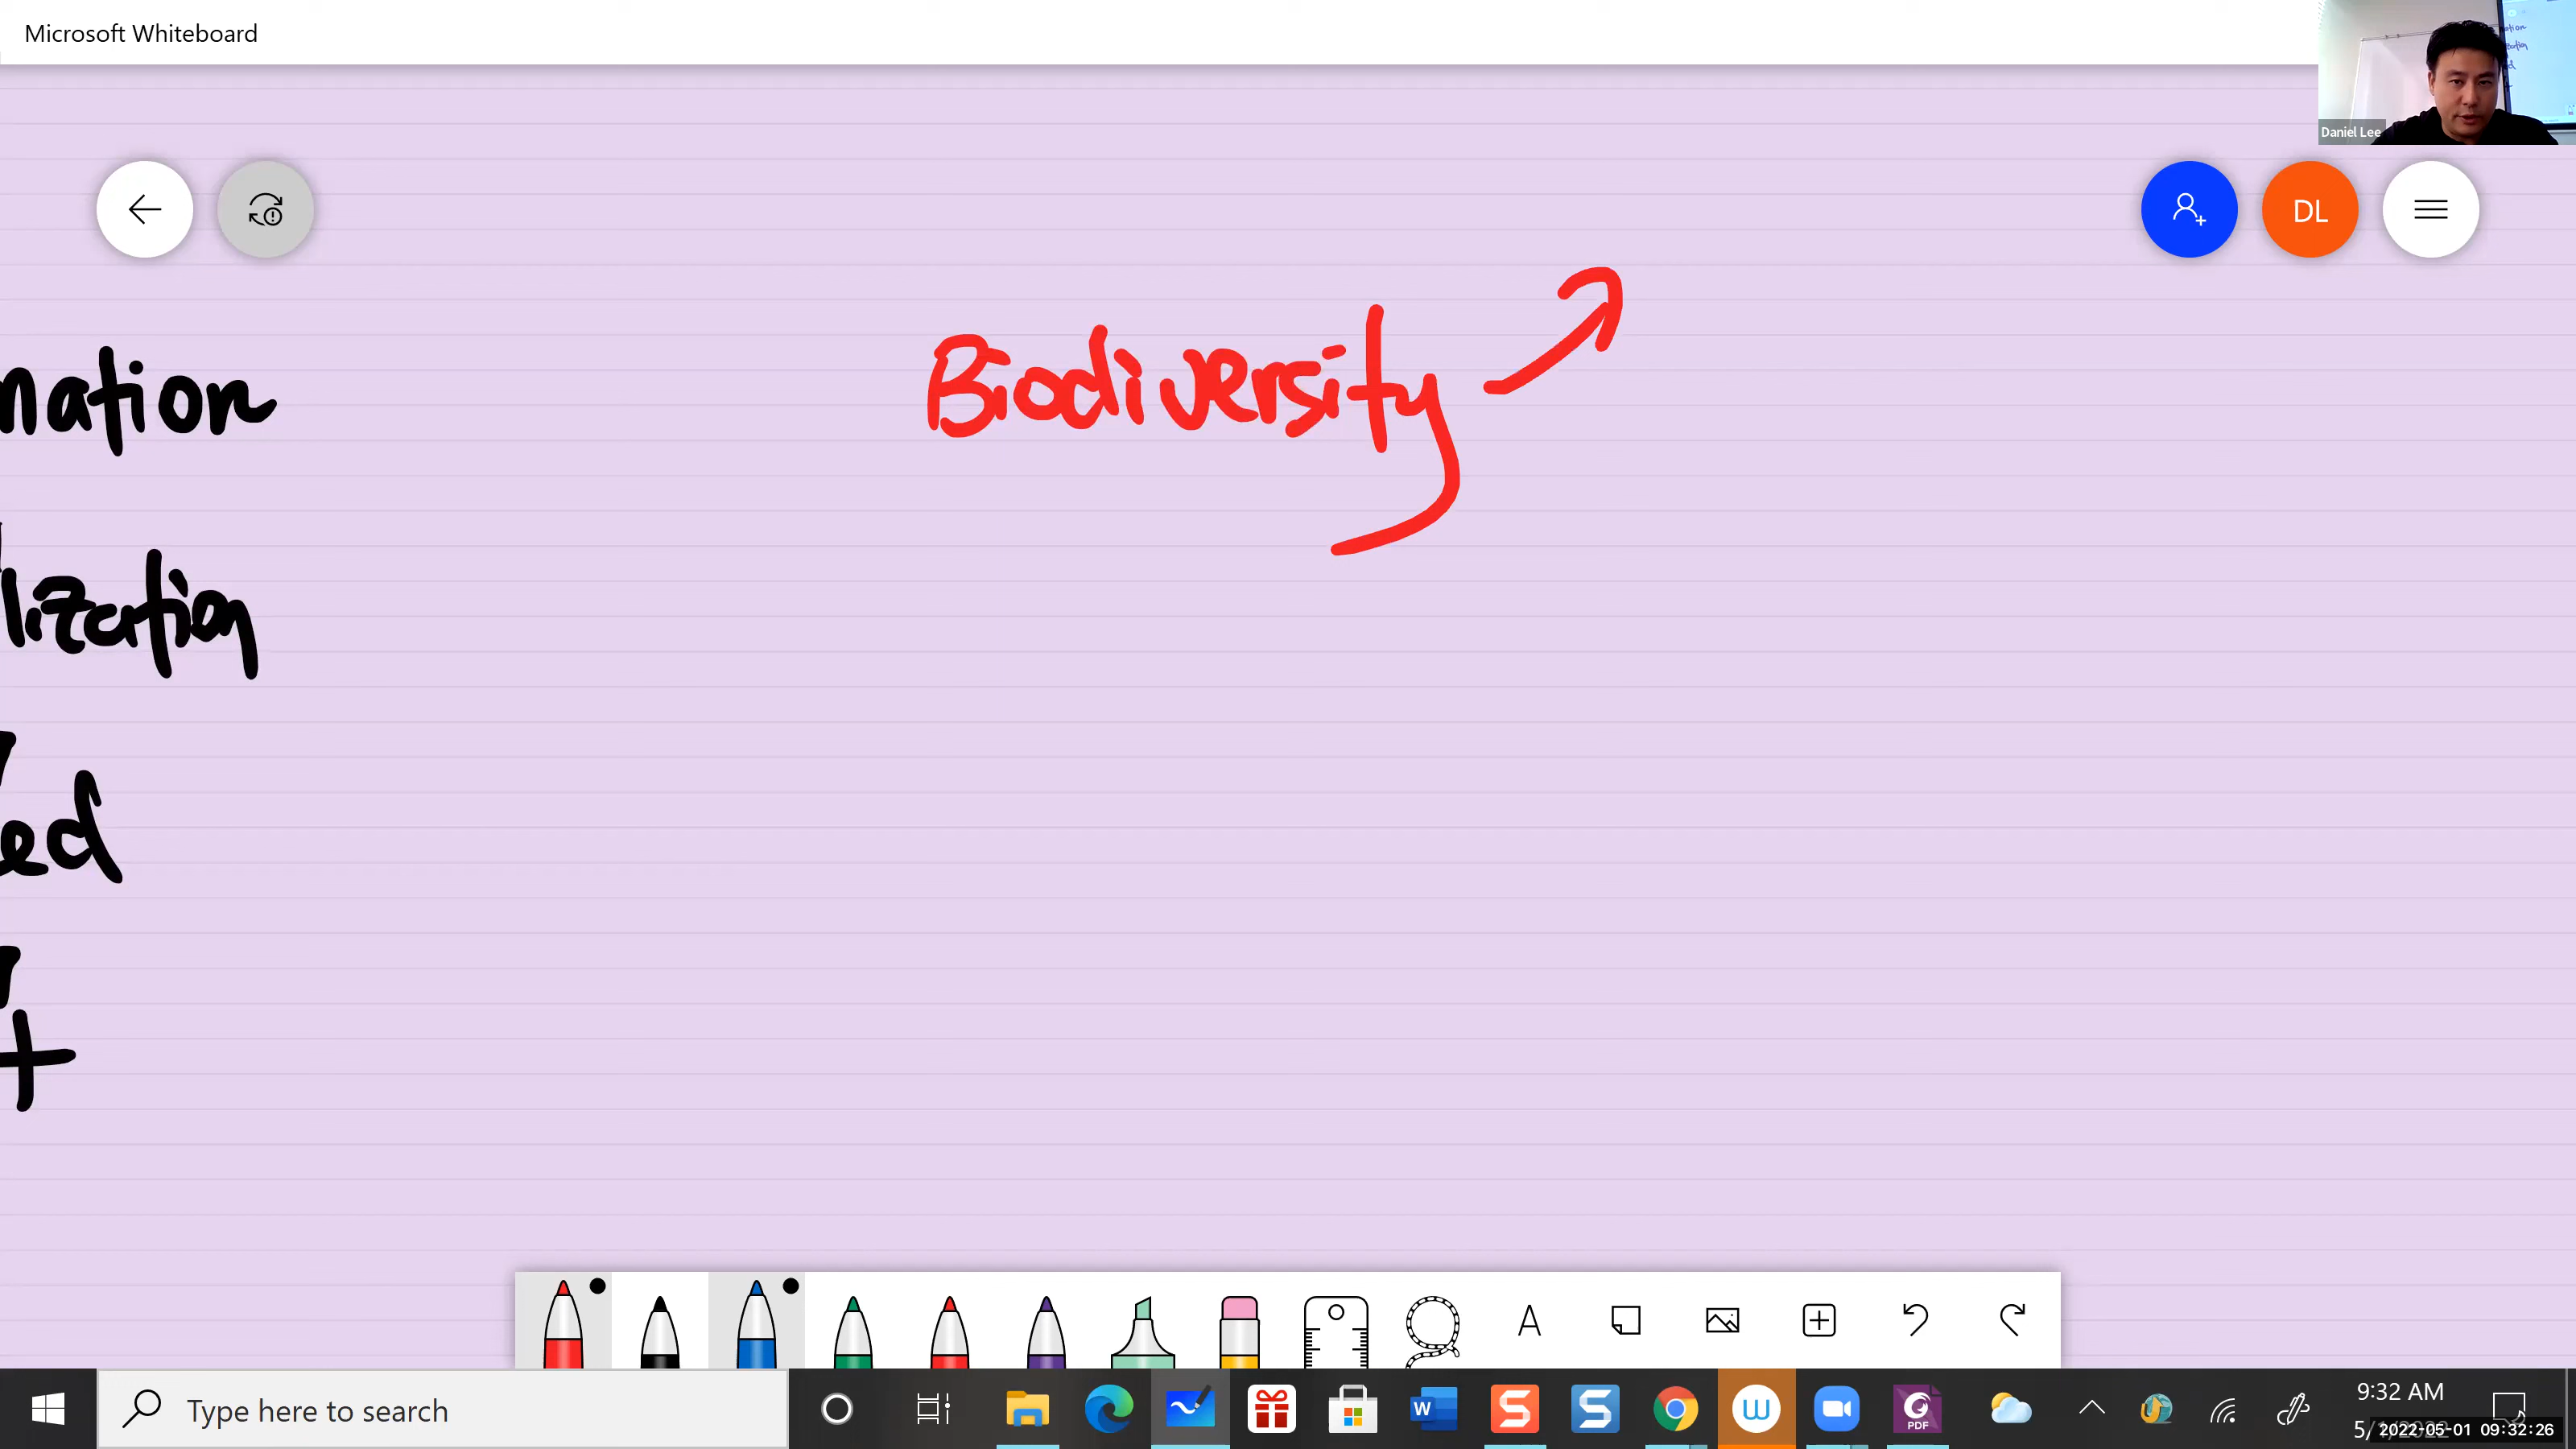 Microsoft Whiteboard
Daniel Lee
DL
Biodiversity
nation
lization
ed
A
Type here to search
W
S
S
W
PDF
9:32 AM
2022-05-01 09:32:26